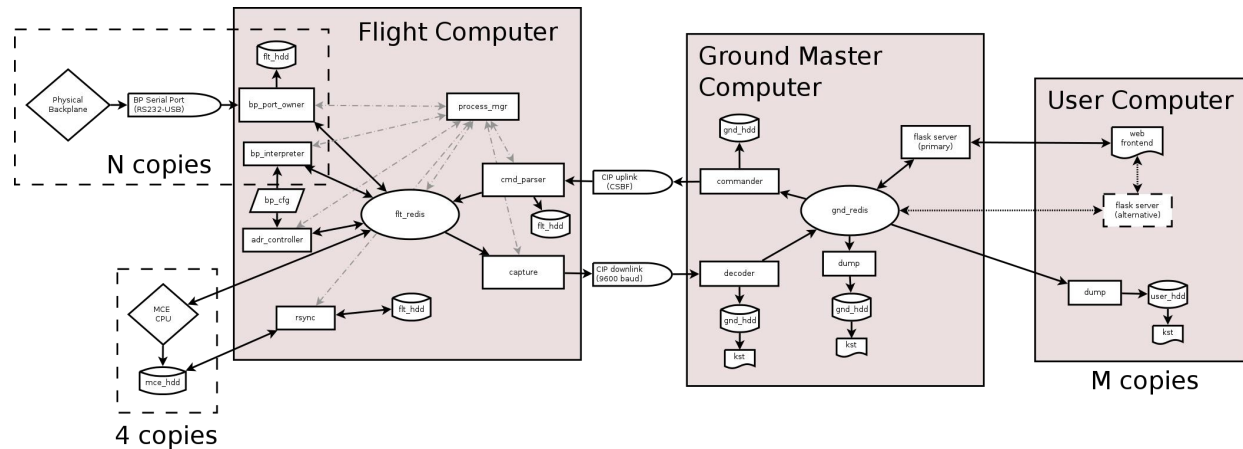 Flight Computer
flt_hdd
Physical
Backplane
BP Serial Port
(RS232-USB)
bp_port_owner
process_mgr
N copies
bp_interpreter
cmd_parser
bp_cfg
flt_redis
flt_hdd
adr_controller
capture
MCE
CPU
rsync
flt_hdd
mce_hdd
4 copies
CIP uplink
(CSBF)
CIP downlink
(9600 baud)
Ground Master
Computer
gnd_hdd
flask server
(primary)
commander
gnd_redis
decoder
dump
gnd_hdd
gnd_hdd
kst
kst
User Computer
web
frontend
flask server
(alternative)
dump
user_hdd
kst
M copies